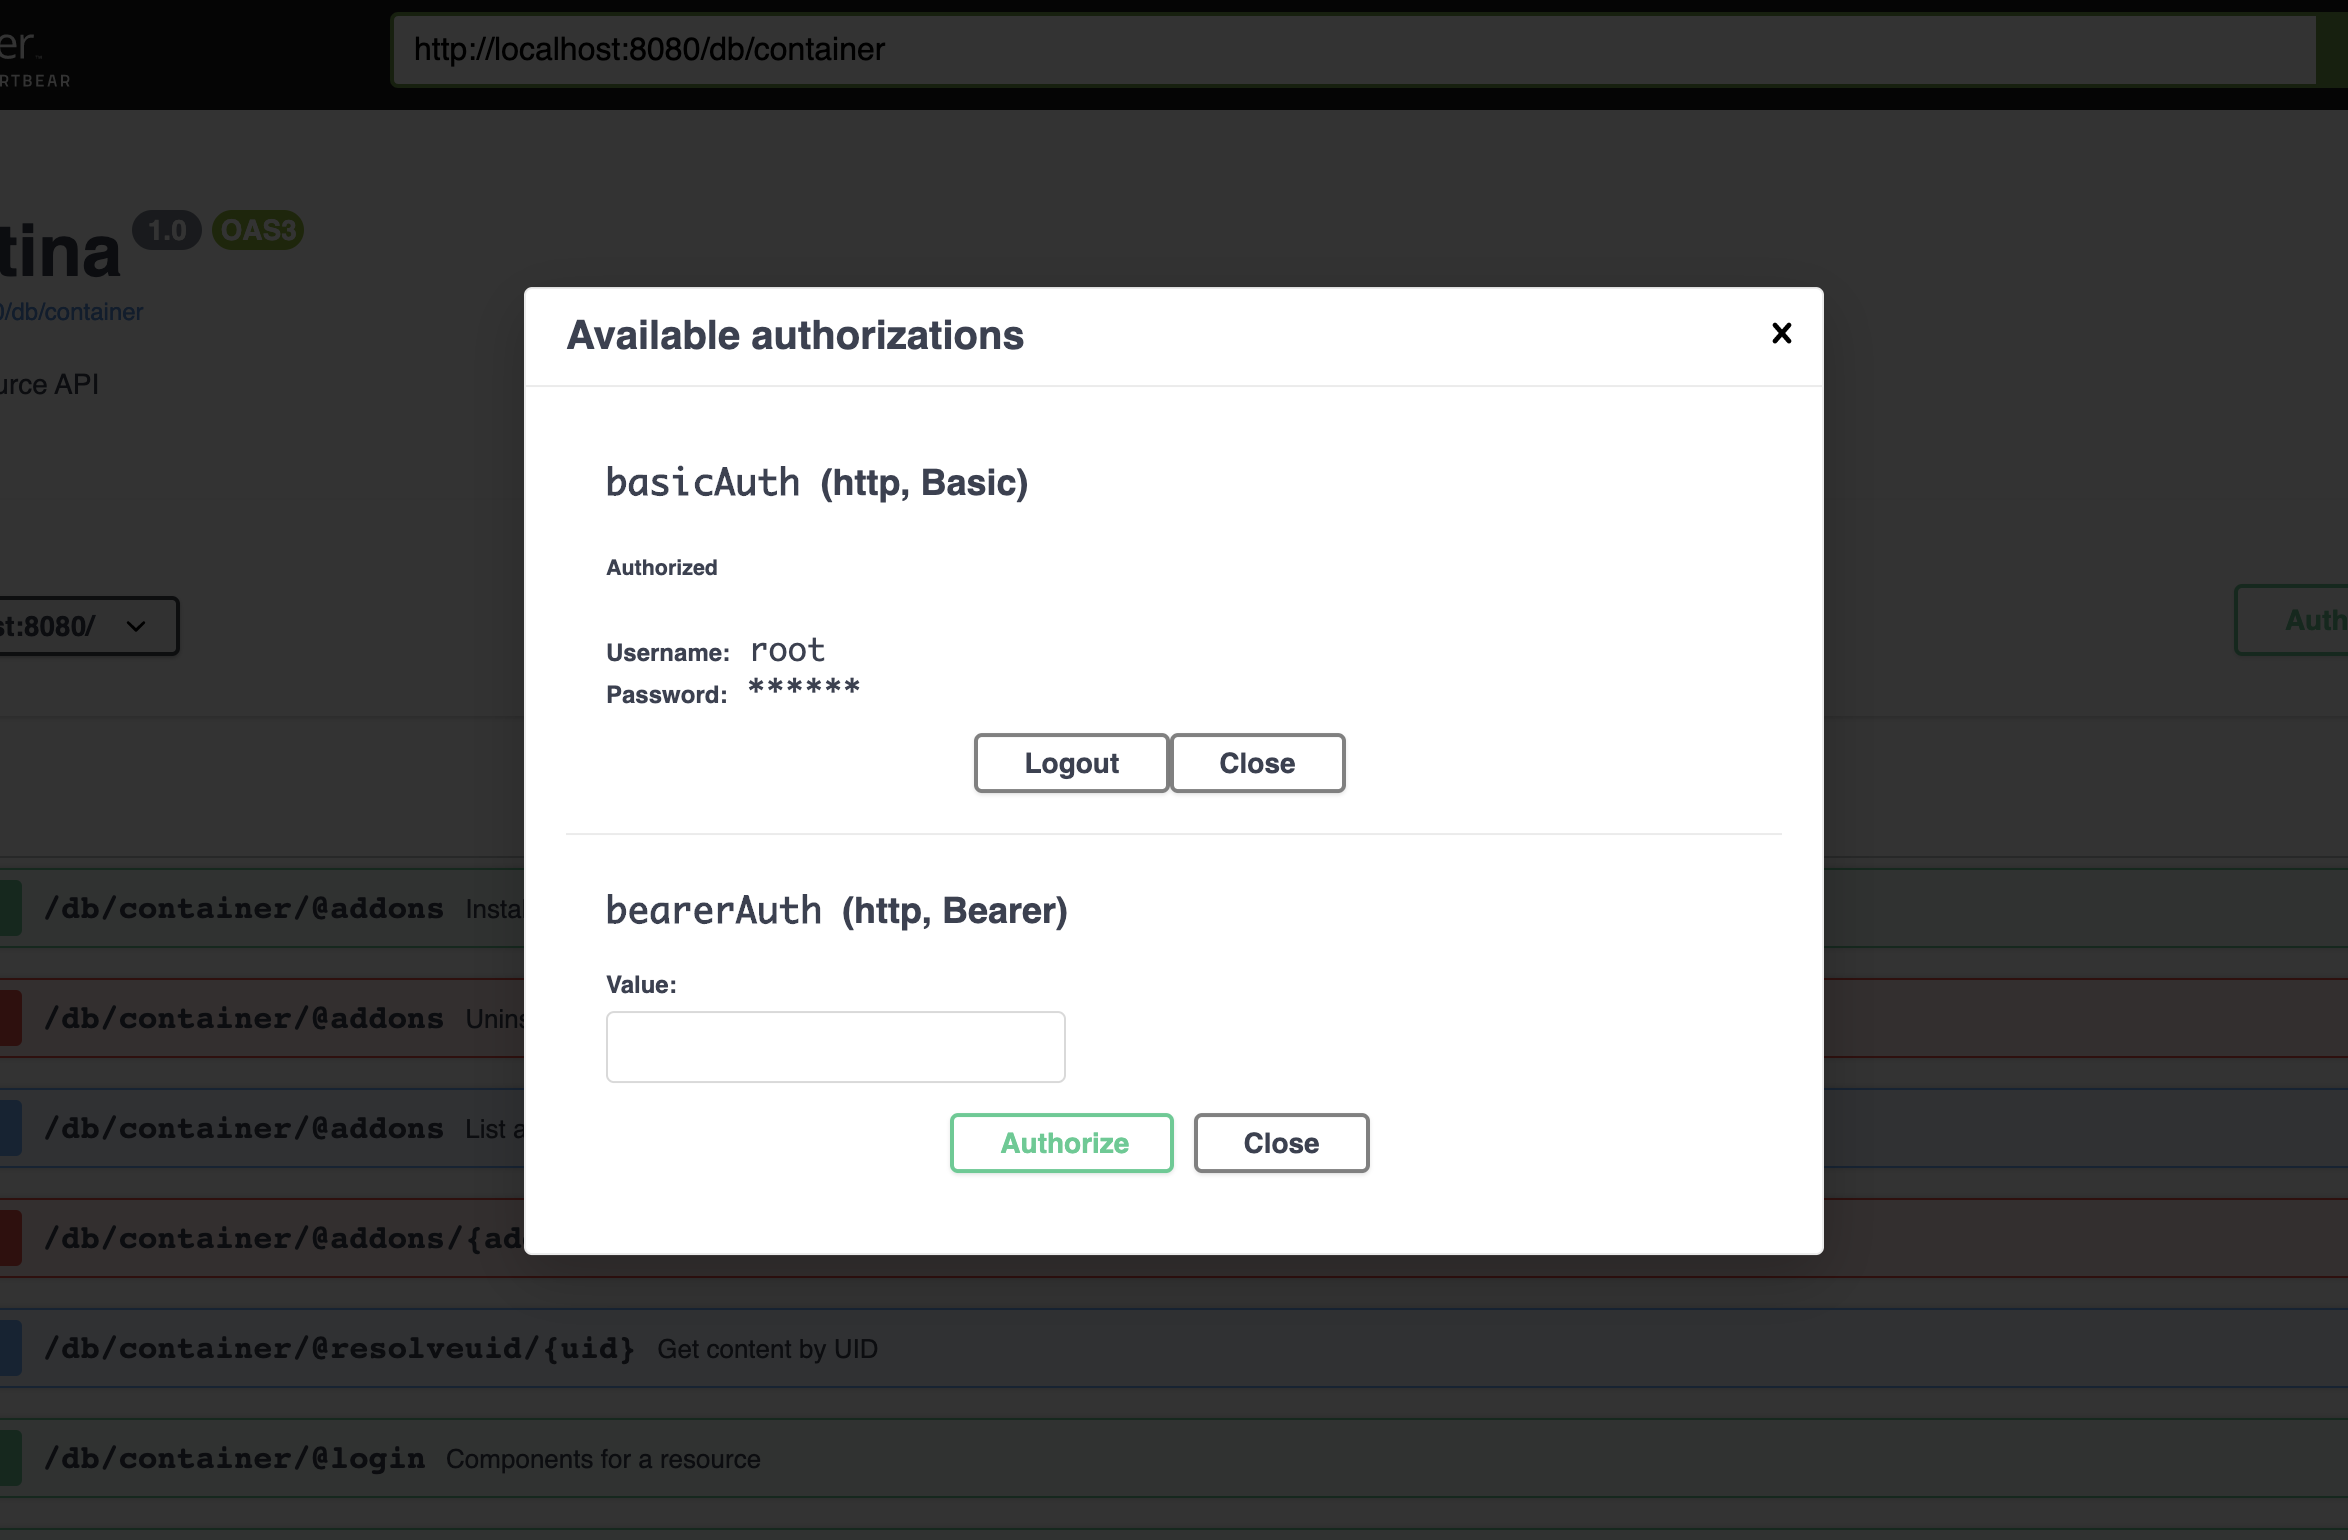 er™
RTBEAR
http://localhost:8080/db/container
tina 1.0 OAS3
0/db/container
urce API
Available authorizations
basicAuth (http, Basic)
Authorized
Username: root
Password: ******
Logout Close
bearerAuth (http, Bearer)
Value:
Authorize Close
st:8080/
Auth
/db/container/@addons Insta
/db/container/@addons Unins
/db/container/@addons List a
/db/container/@addons/{ad
/db/container/@resolveuid/{uid} Get content by UID
/db/container/@login Components for a resource